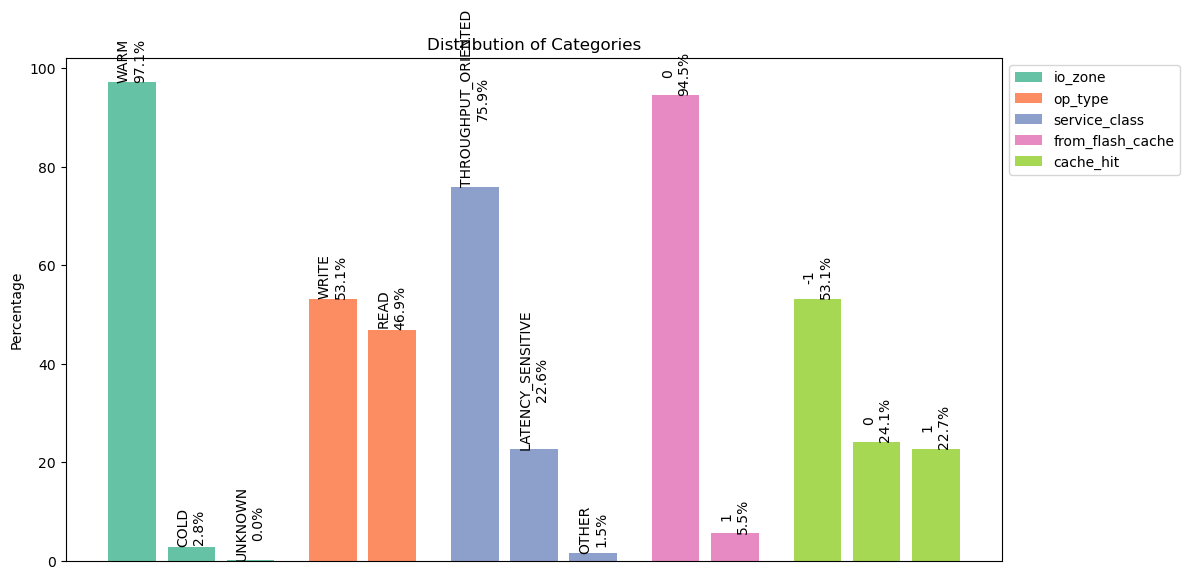 Distribution of Categories
Percentage
100
80
60
40
20
0
WARM
97.1%
COLD
2.8%
UNKNOWN
0.0%
WRITE
53.1%
READ
46.9%
THROUGHPUT_ORIENTED
75.9%
LATENCY_SENSITIVE
22.6%
OTHER
1.5%
0
94.5%
1
5.5%
-1
53.1%
0
24.1%
1
22.7%
io_zone
op_type
service_class
from_flash_cache
cache_hit